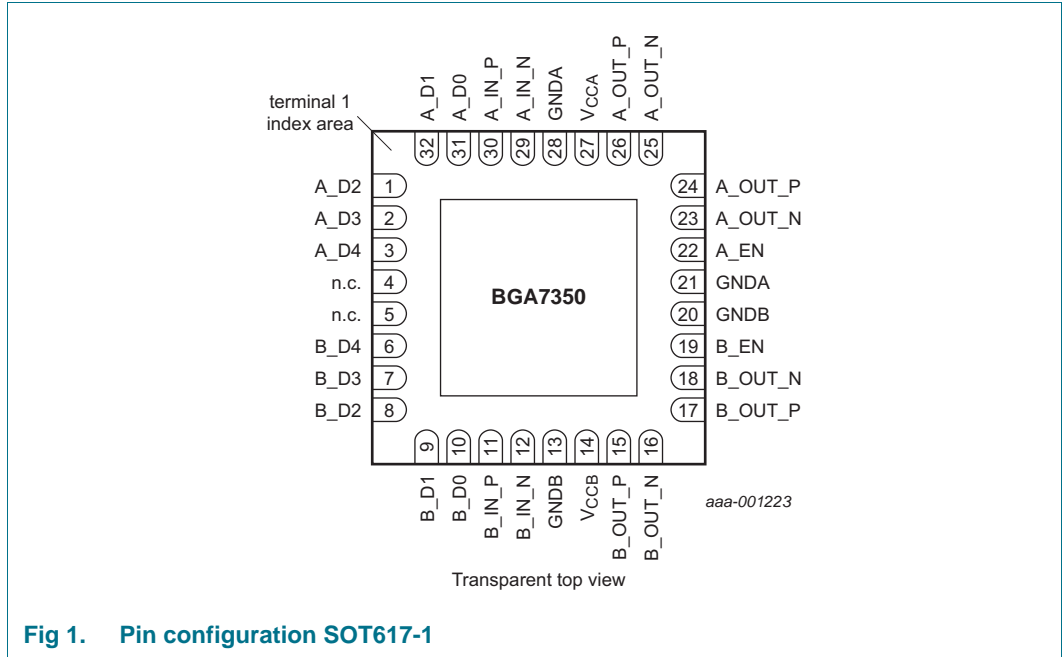 A_D1
A_D0
A_IN_P
A_IN_N
GNDA
VCCA
A_OUT_P
A_OUT_N
terminal 1
index area
32
31
30
29
28
27
26
25
A_D2 1
A_D3 2
A_D4 3
n.c. 4
n.c. 5
B_D4 6
B_D3 7
B_D2 8
BGA7350
24 A_OUT_P
23 A_OUT_N
22 A_EN
21 GNDA
20 GNDB
19 B_EN
18 B_OUT_N
17 B_OUT_P
9
10
11
12
13
14
15
16
B_D1
B_D0
B_IN_P
B_IN_N
GNDB
VCCB
B_OUT_P
B_OUT_N
aaa-001223
Transparent top view
Fig 1. Pin configuration SOT617-1